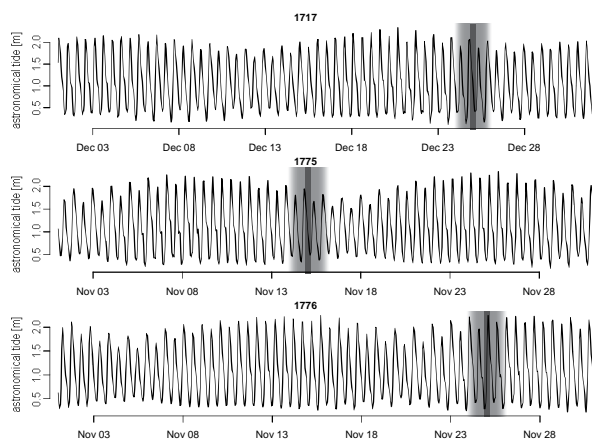 1717
astronomical tide [m]
0.5 1.0 1.5 2.0
Dec 03 Dec 08 Dec 13 Dec 18 Dec 23 Dec 28
1775
astronomical tide [m]
0.5 1.0 1.5 2.0
Nov 03 Nov 08 Nov 13 Nov 18 Nov 23 Nov 28
1776
astronomical tide [m]
0.5 1.0 1.5 2.0
Nov 03 Nov 08 Nov 13 Nov 18 Nov 23 Nov 28